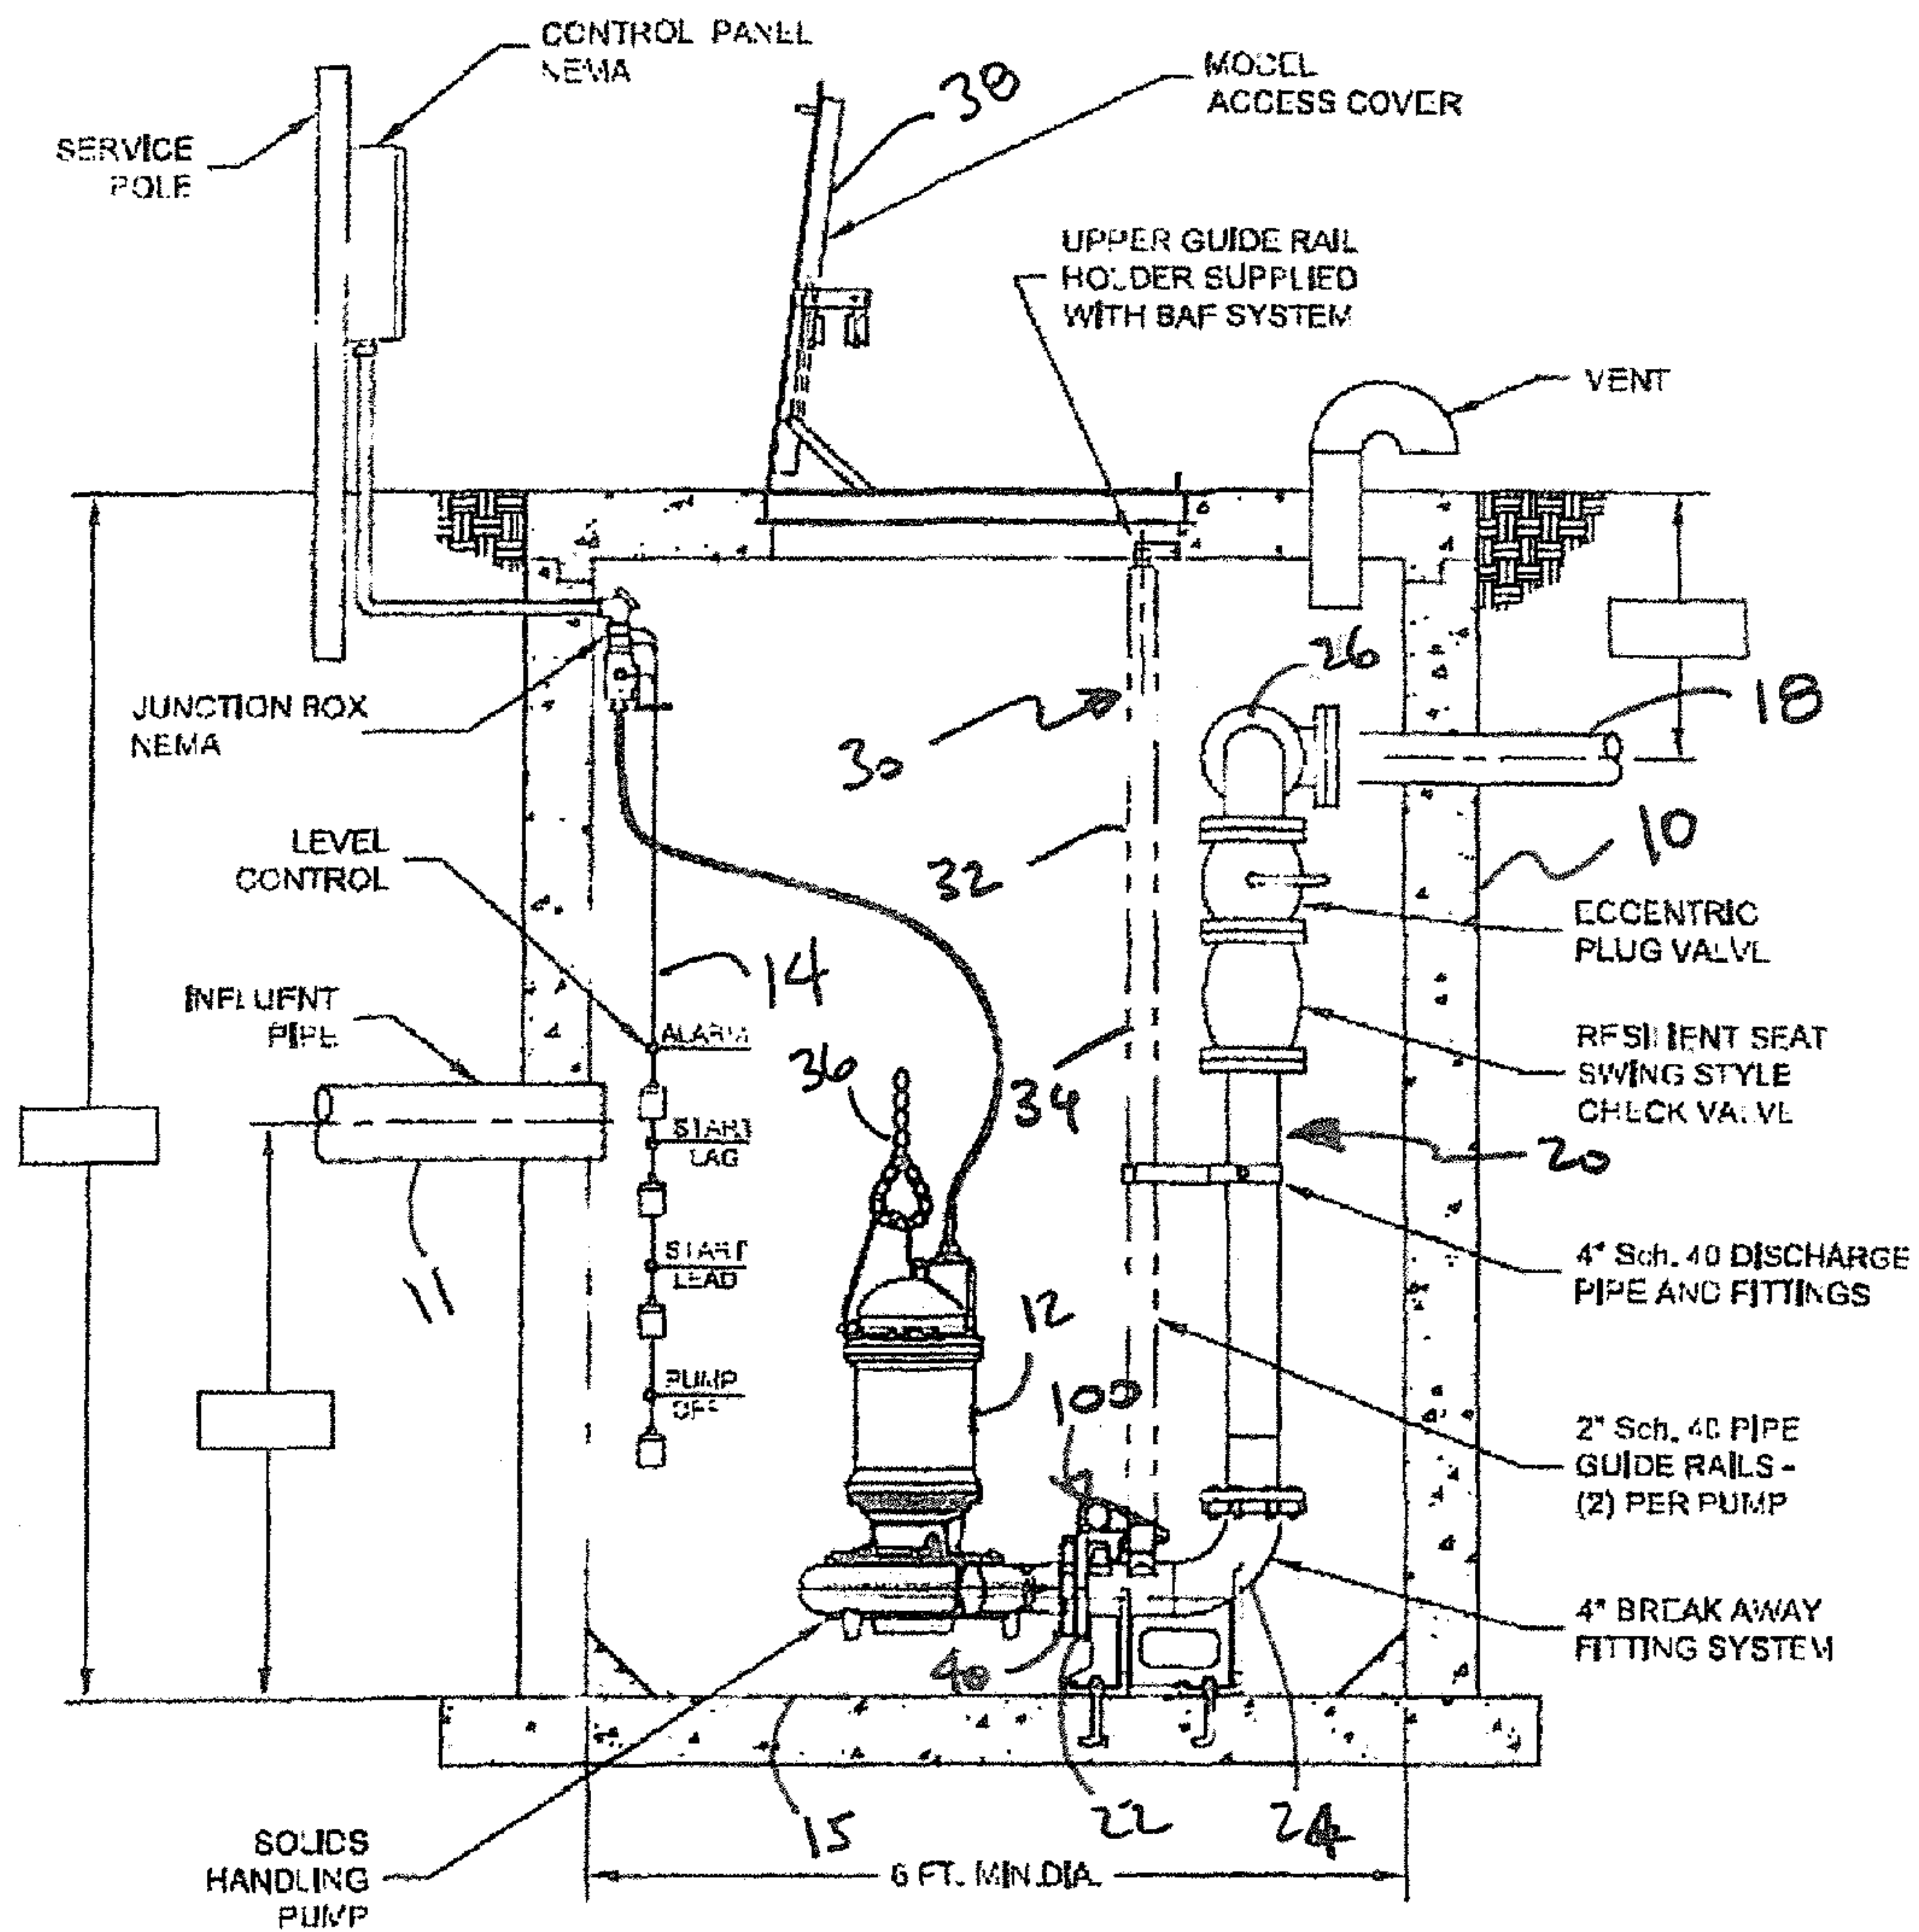 CONTROL PANEL
NEMA
SERVICE
POLE
38
MODEL
ACCESS COVER
UPPER GUIDE RAIL
HOLDER SUPPLIED
WITH BAF SYSTEM
VENT
JUNCTION BOX
NEMA
30
26
18
32
10
LEVEL
CONTROL
14
ECCENTRIC
PLUG VALVE
INFLUENT
PIPE
ALARM
36
34
RESILIENT SEAT
SWING STYLE
CHECK VALVE
START
LAG
20
11
START
LEAD
12
4" Sch. 40 DISCHARGE
PIPE AND FITTINGS
PUMP
OFF
100
2" Sch. 40 PIPE
GUIDE RAILS -
(2) PER PUMP
40
4" BREAK AWAY
FITTING SYSTEM
15
22
24
SOLIDS
HANDLING
PUMP
6 FT. MIN.DIA.